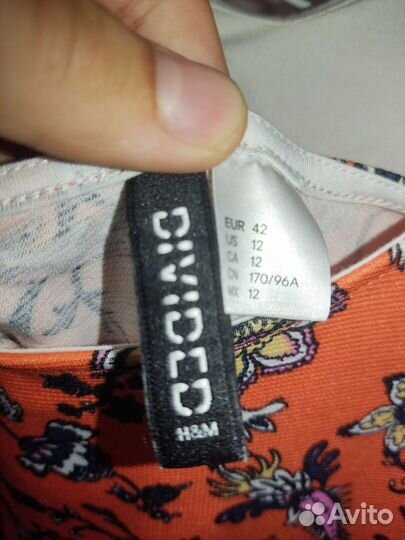 DIVIDED
H&M
EUR 42
US 12
CA 12
CN 170/96A
MX 12
Avito